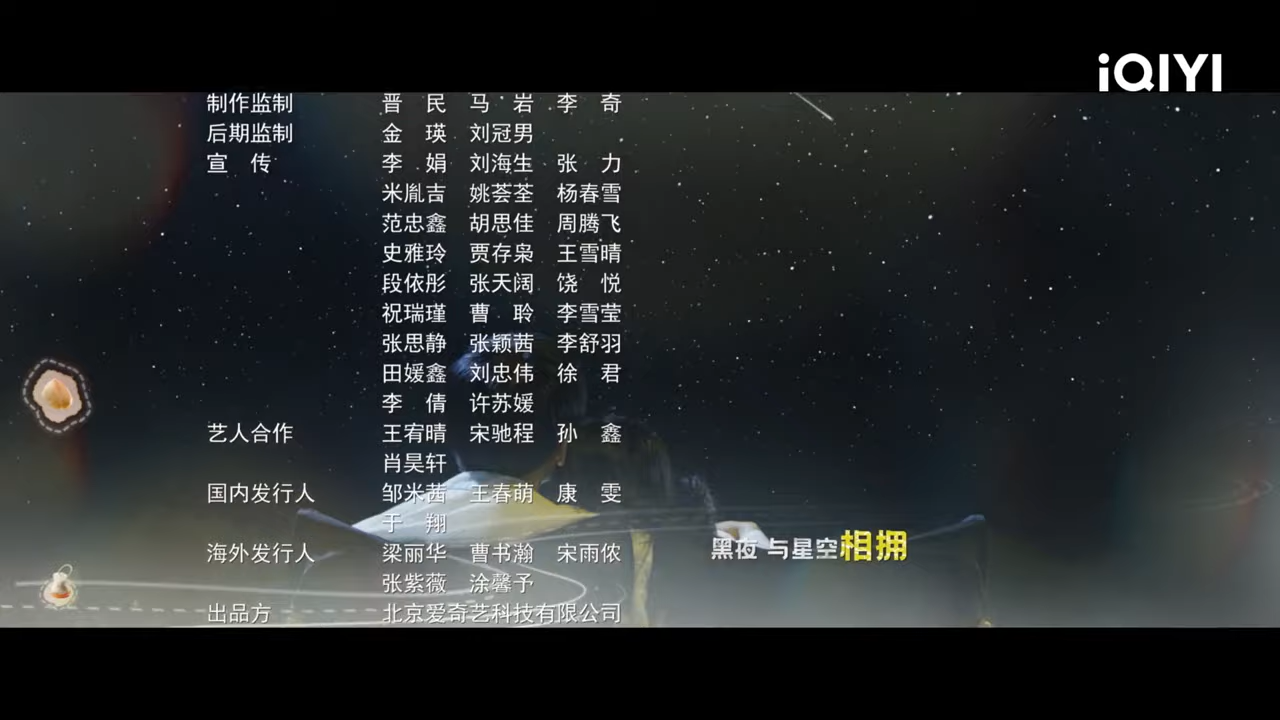 iQIYI
制作监制 晋 民 马 岩 李 奇
后期监制 金 瑛 刘冠男
宣 传 李 娟 刘海生 张 力
米胤吉 姚荟荃 杨春雪
范忠鑫 胡思佳 周腾飞
史雅玲 贾存枭 王雪晴
段依彤 张天阔 饶 悦
祝瑞瑾 曹 聆 李雪莹
张思静 张颖茜 李舒羽
田媛鑫 刘忠伟 徐 君
李 倩 许苏媛
艺人合作 王宥晴 宋驰程 孙 鑫
肖昊轩
国内发行人 邹米茜 王春萌 康 雯
于 翔
海外发行人 梁丽华 曹书瀚 宋雨侬
张紫薇 涂馨予
出品方 北京爱奇艺科技有限公司
黑夜 与星空相拥